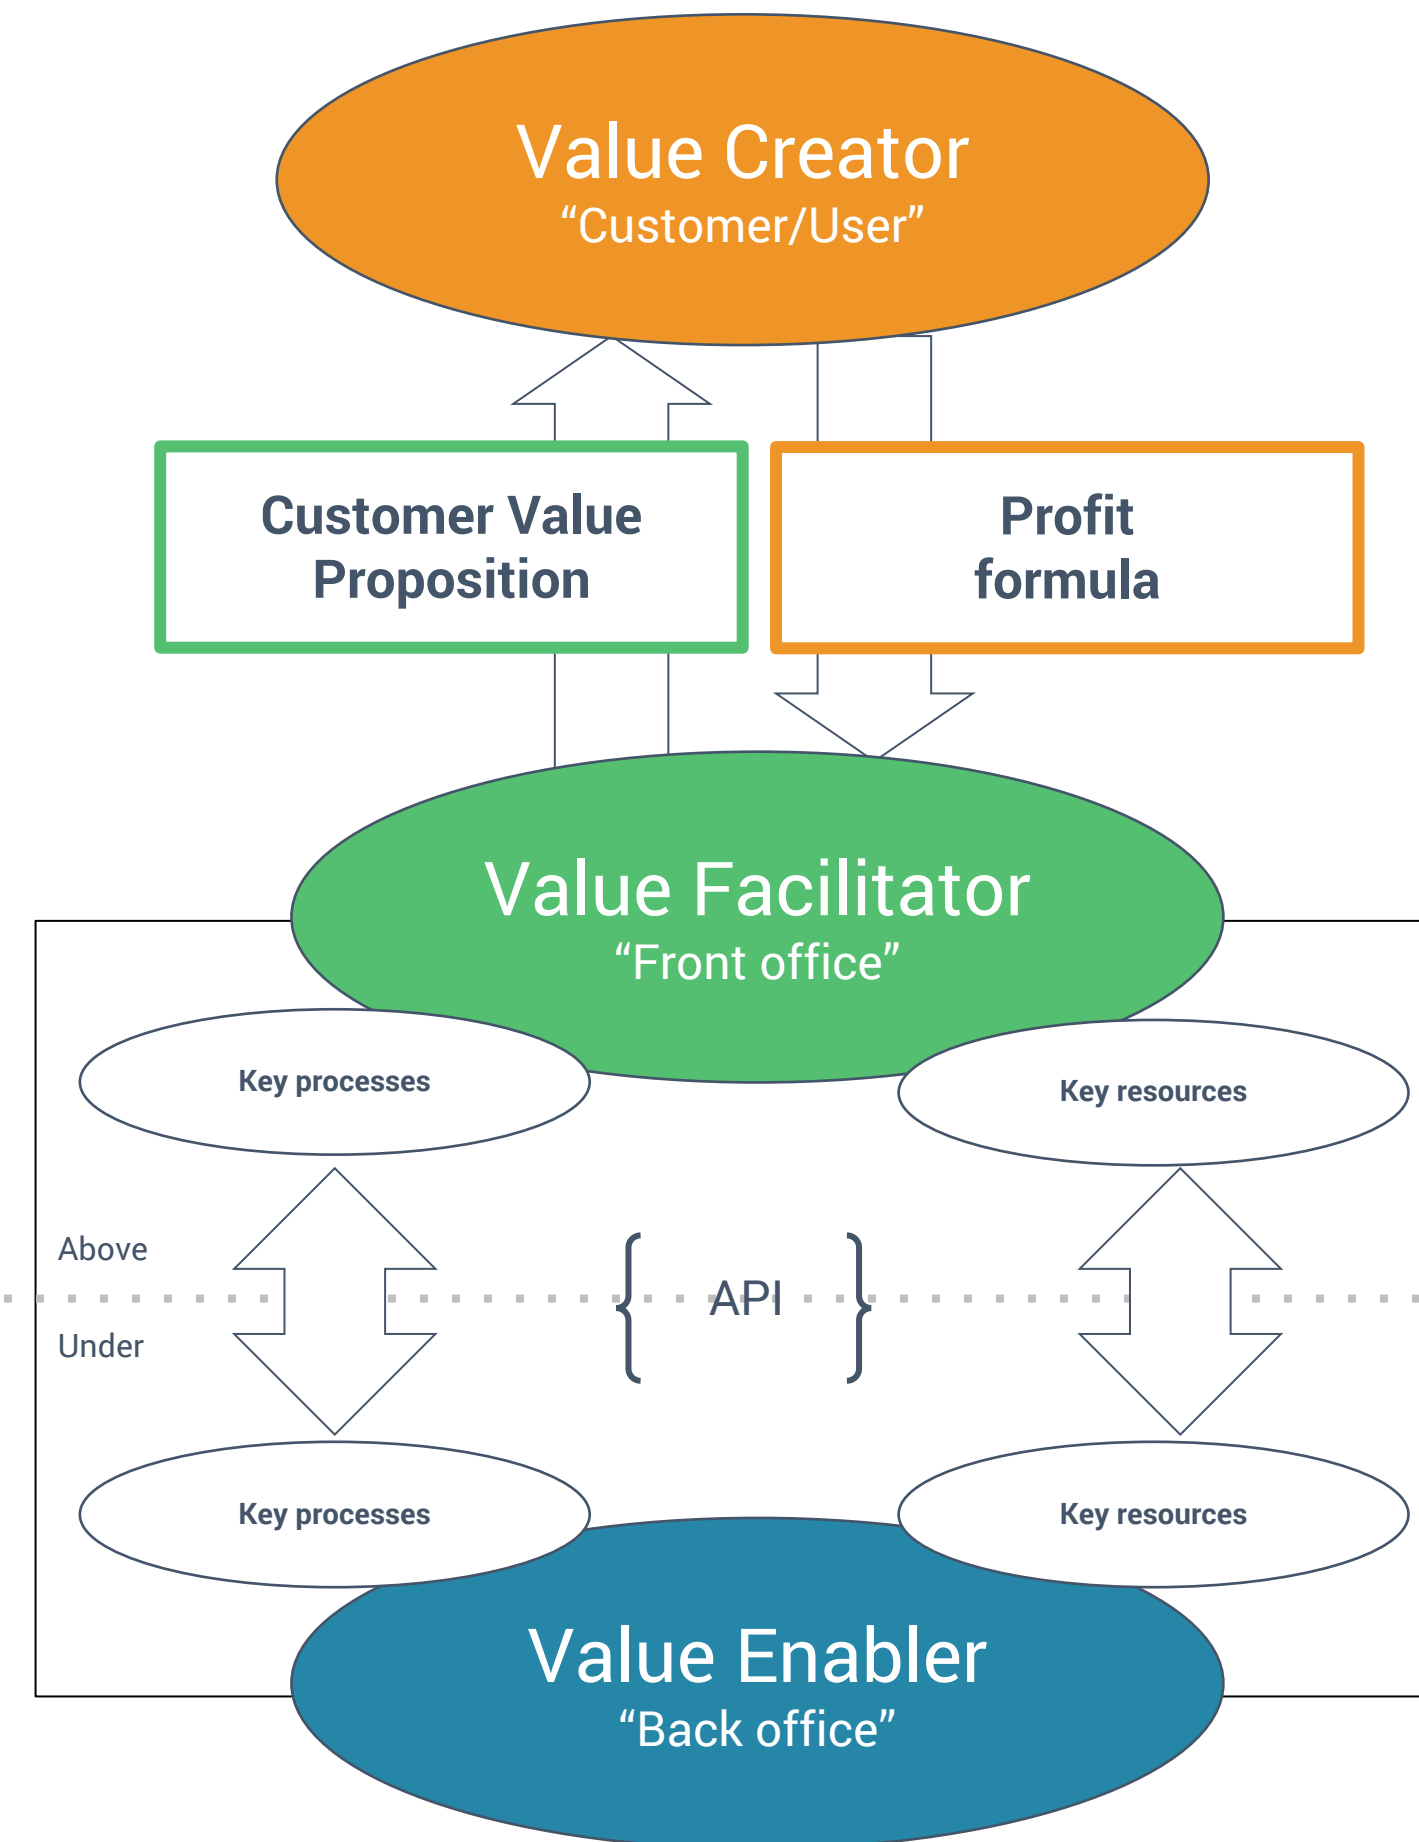 Value Creator
“Customer/User”
Customer Value
Proposition
Profit
formula
Value Facilitator
“Front office”
Key processes
Key resources
Above
{ API }
Under
Key processes
Key resources
Value Enabler
“Back office”